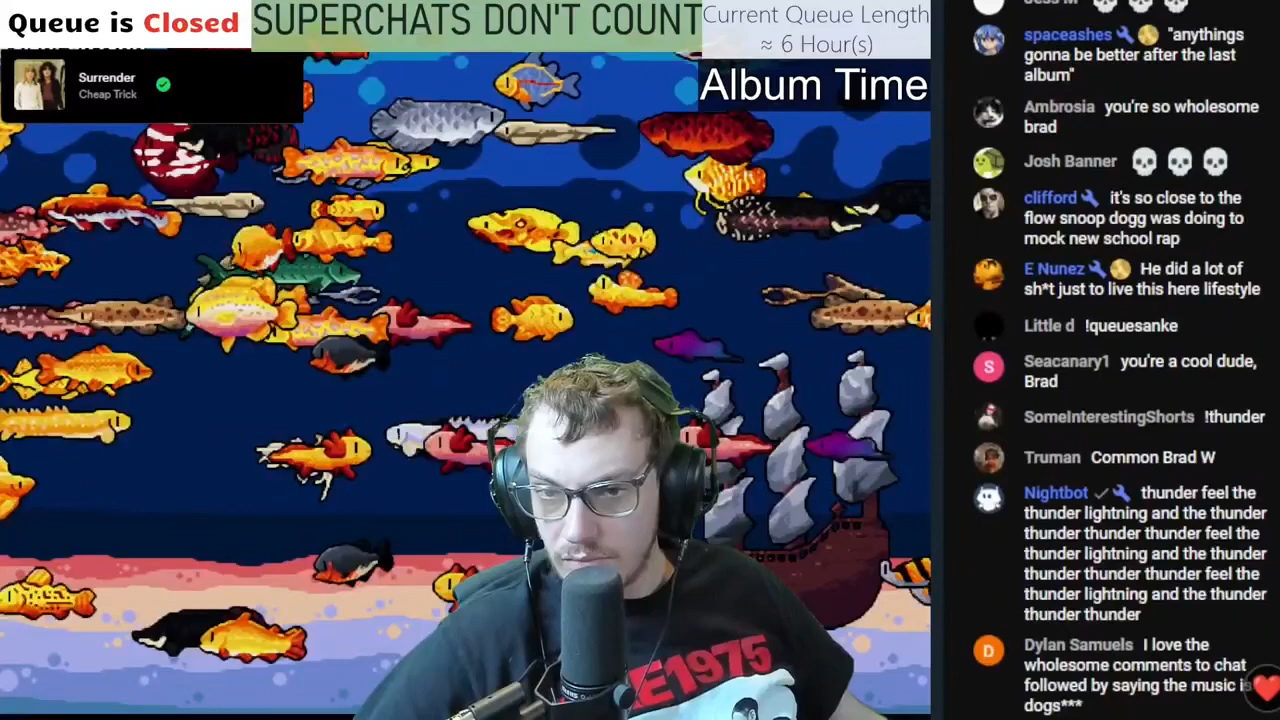 Queue is Closed
SUPERCHATS DON'T COUNT
Current Queue Length
≈ 6 Hour(s)
Album Time
Surrender
Cheap Trick
E1975
spaceashes "anythings
gonna be better after the last
album"
Ambrosia you're so wholesome
brad
Josh Banner
clifford it's so close to the
flow snoop dogg was doing to
mock new school rap
E Nunez He did a lot of
sh*t just to live this here lifestyle
Little d !queuesanke
S
Seacanary1 you're a cool dude,
Brad
SomeInterestingShorts !thunder
Truman Common Brad W
Nightbot thunder feel the
thunder lightning and the thunder
thunder thunder thunder feel the
thunder lightning and the thunder
thunder thunder thunder feel the
thunder lightning and the thunder
thunder thunder
D
Dylan Samuels I love the
wholesome comments to chat
followed by saying the music is
dogs***